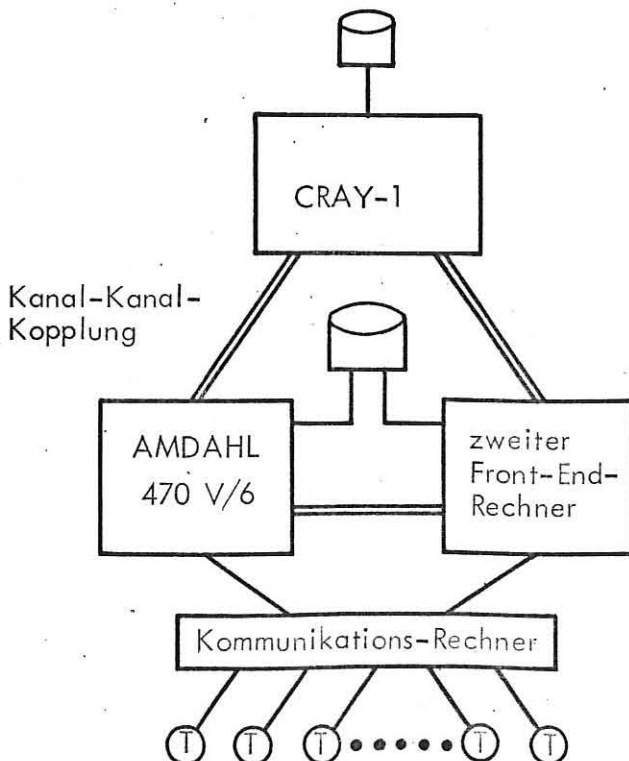 CRAY-1
Kanal-Kanal-
Kopplung
AMDAHL
470 V/6
zweiter
Front-End-
Rechner
Kommunikations-Rechner
T T T T T